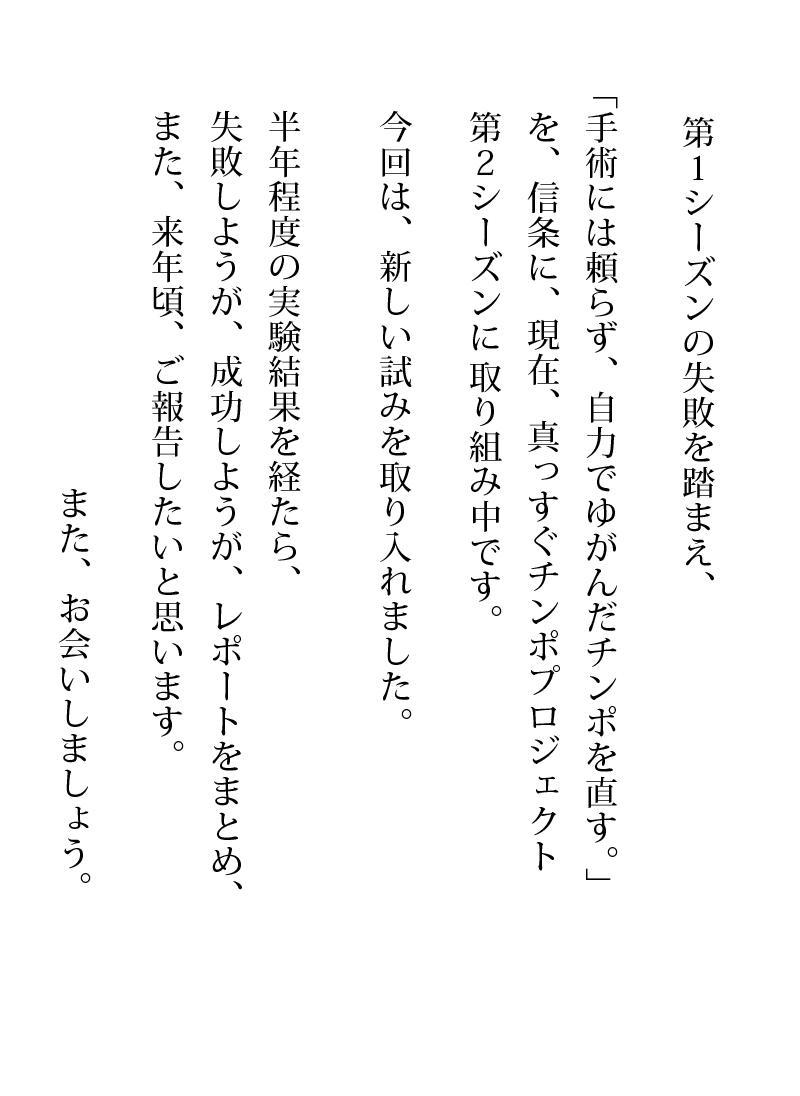 第1シーズンの失敗を踏まえ、
「手術には頼らず、自力でゆがんだチンポを直す。」
を、信条に、現在、真っすぐチンポプロジェクト
第2シーズンに取り組み中です。
今回は、新しい試みを取り入れました。
半年程度の実験結果を経たら、
失敗しようが、成功しようが、レポートをまとめ、
また、来年頃、ご報告したいと思います。
また、お会いしましょう。